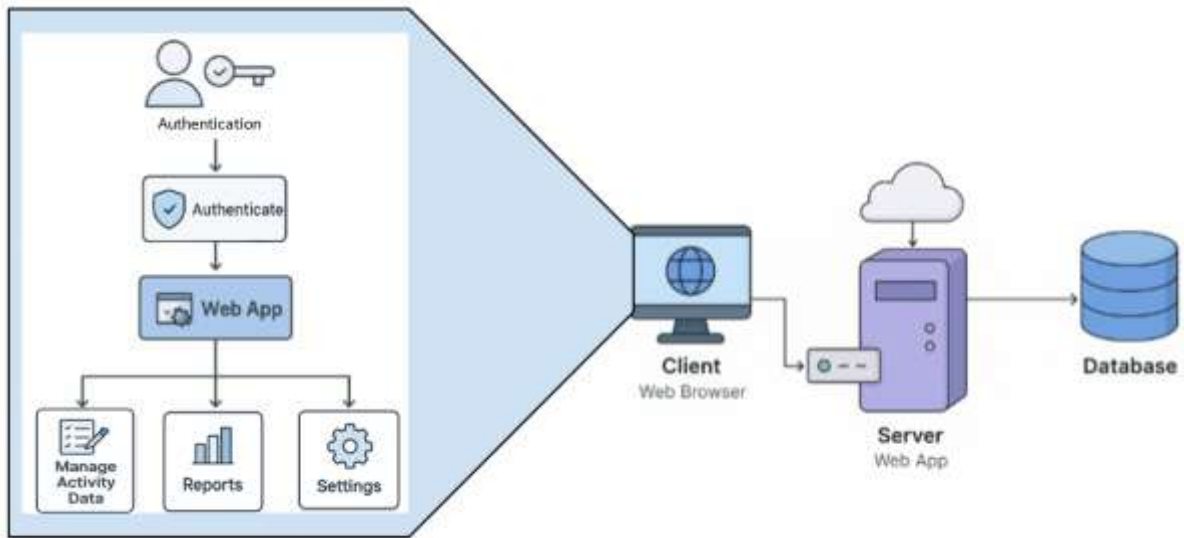 Authentication
Authenticate
Web App
Manage
Activity
Data
Reports
Settings
Client
Web Browser
Server
Web App
Database